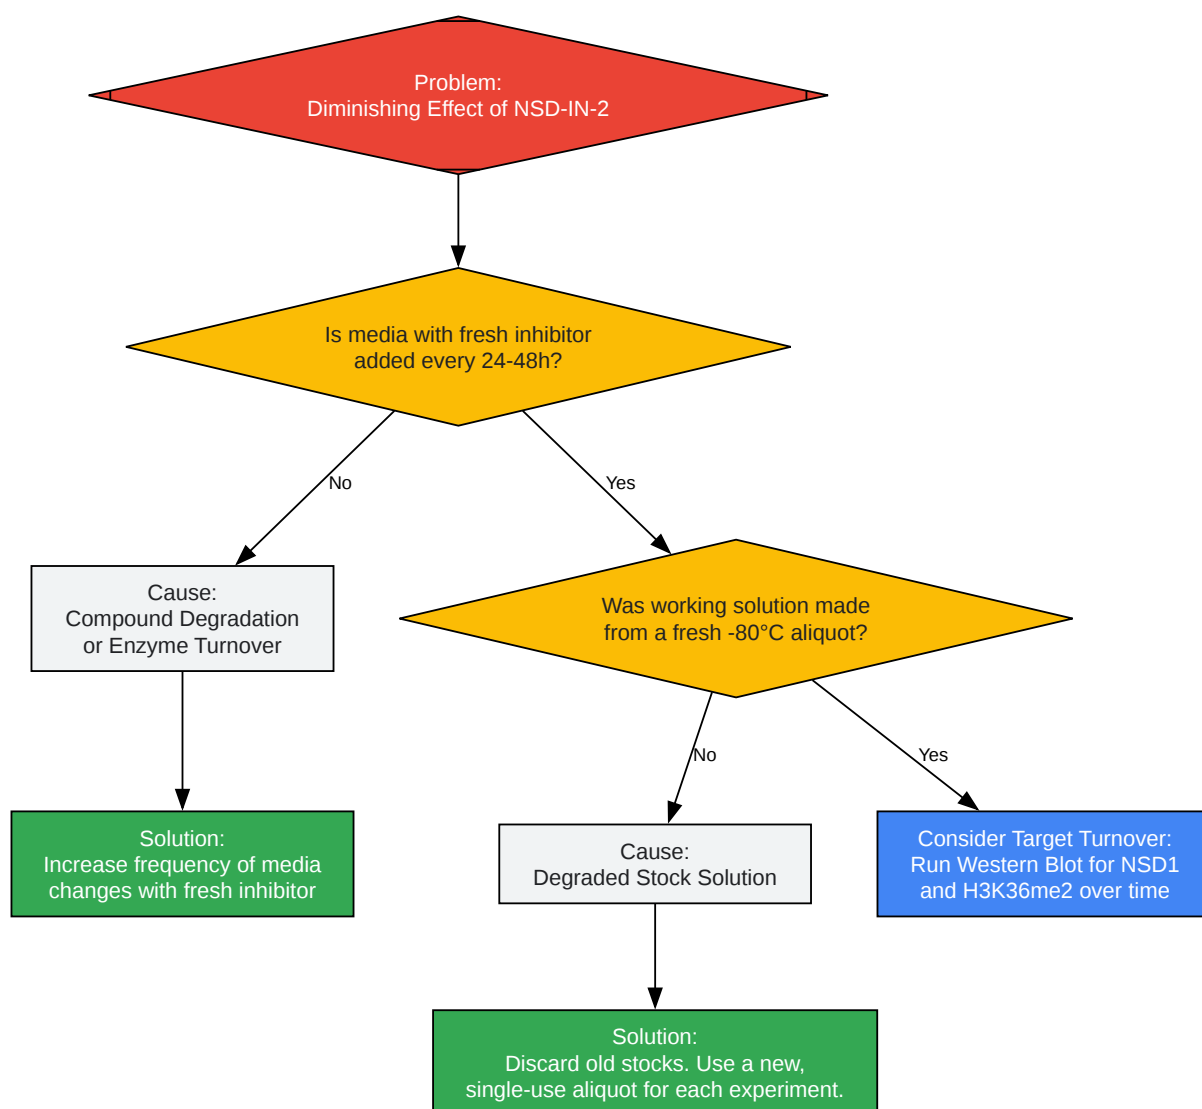 Problem:
Diminishing Effect of NSD-IN-2
Is media with fresh inhibitor
added every 24-48h?
No
Yes
Cause:
Compound Degradation
or Enzyme Turnover
Was working solution made
from a fresh -80°C aliquot?
No
Yes
Solution:
Increase frequency of media
changes with fresh inhibitor
Cause:
Degraded Stock Solution
Consider Target Turnover:
Run Western Blot for NSD1
and H3K36me2 over time
Solution:
Discard old stocks. Use a new,
single-use aliquot for each experiment.